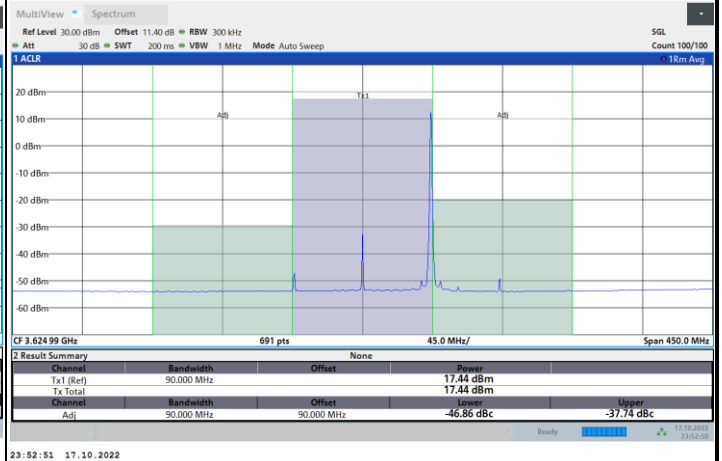 MultiView Spectrum
Ref Level 30.00 dBm Offset 11.40 dB RBW 300 kHz SGL
Att 30 dB SWT 200 ms VBW 1 MHz Mode Auto Sweep Count 100/100
1 ACLR 1Rm Avg
20 dBm
Tx1
10 dBm
Adj Adj
0 dBm
-10 dBm
-20 dBm
-30 dBm
-40 dBm
-50 dBm
-60 dBm
CF 3.624 99 GHz 691 pts 45.0 MHz/ Span 450.0 MHz
2 Result Summary None
Channel Bandwidth Offset Power
Tx1 (Ref) 90.000 MHz 17.44 dBm
Tx Total 17.44 dBm
Channel Bandwidth Offset Lower Upper
Adj 90.000 MHz 90.000 MHz -46.86 dBc -37.74 dBc
Ready 17.10.2022
23:52:50
23:52:51 17.10.2022